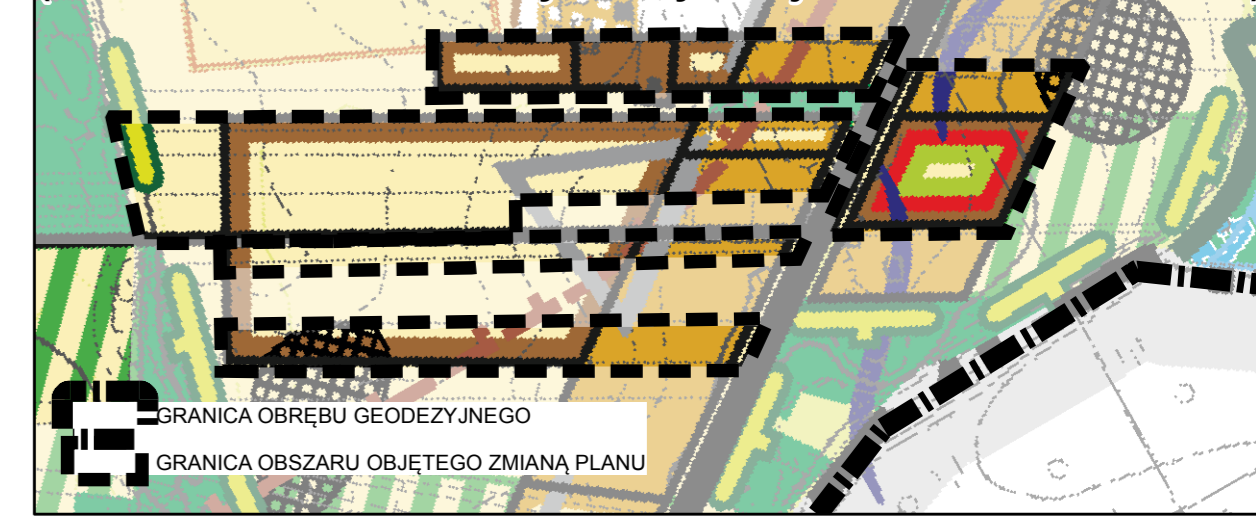 GRANICA OBRĘBU GEODEZYJNEGO
GRANICA OBSZARU OBJĘTEGO ZMIANĄ PLANU